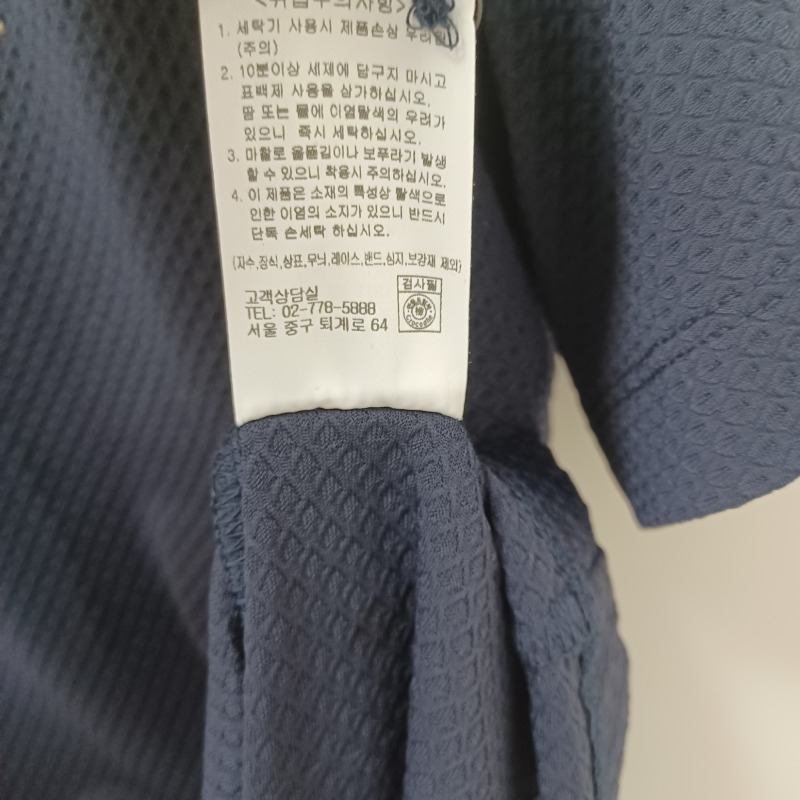 <취급주의사항>
1. 세탁기 사용시 제품손상 우려됨
(주의)
2. 10분이상 세제에 담구지 마시고
표백제 사용을 삼가하십시오.
땀 또는 물에 이염탈색의 우려가
있으니 즉시 세탁하십시오.
3. 마찰로 올뜯김이나 보푸라기 발생
할 수 있으니 착용시 주의하십시오.
4. 이 제품은 소재의 특성상 탈색으로
인한 이염의 소지가 있으니 반드시
단독 손세탁 하십시오.
(자수,장식,상표,무늬,레이스,밴드,심지,보강재 제외)
검사필
고객상담실
TEL: 02-778-5888
서울 중구 퇴계로 64
Crocodile